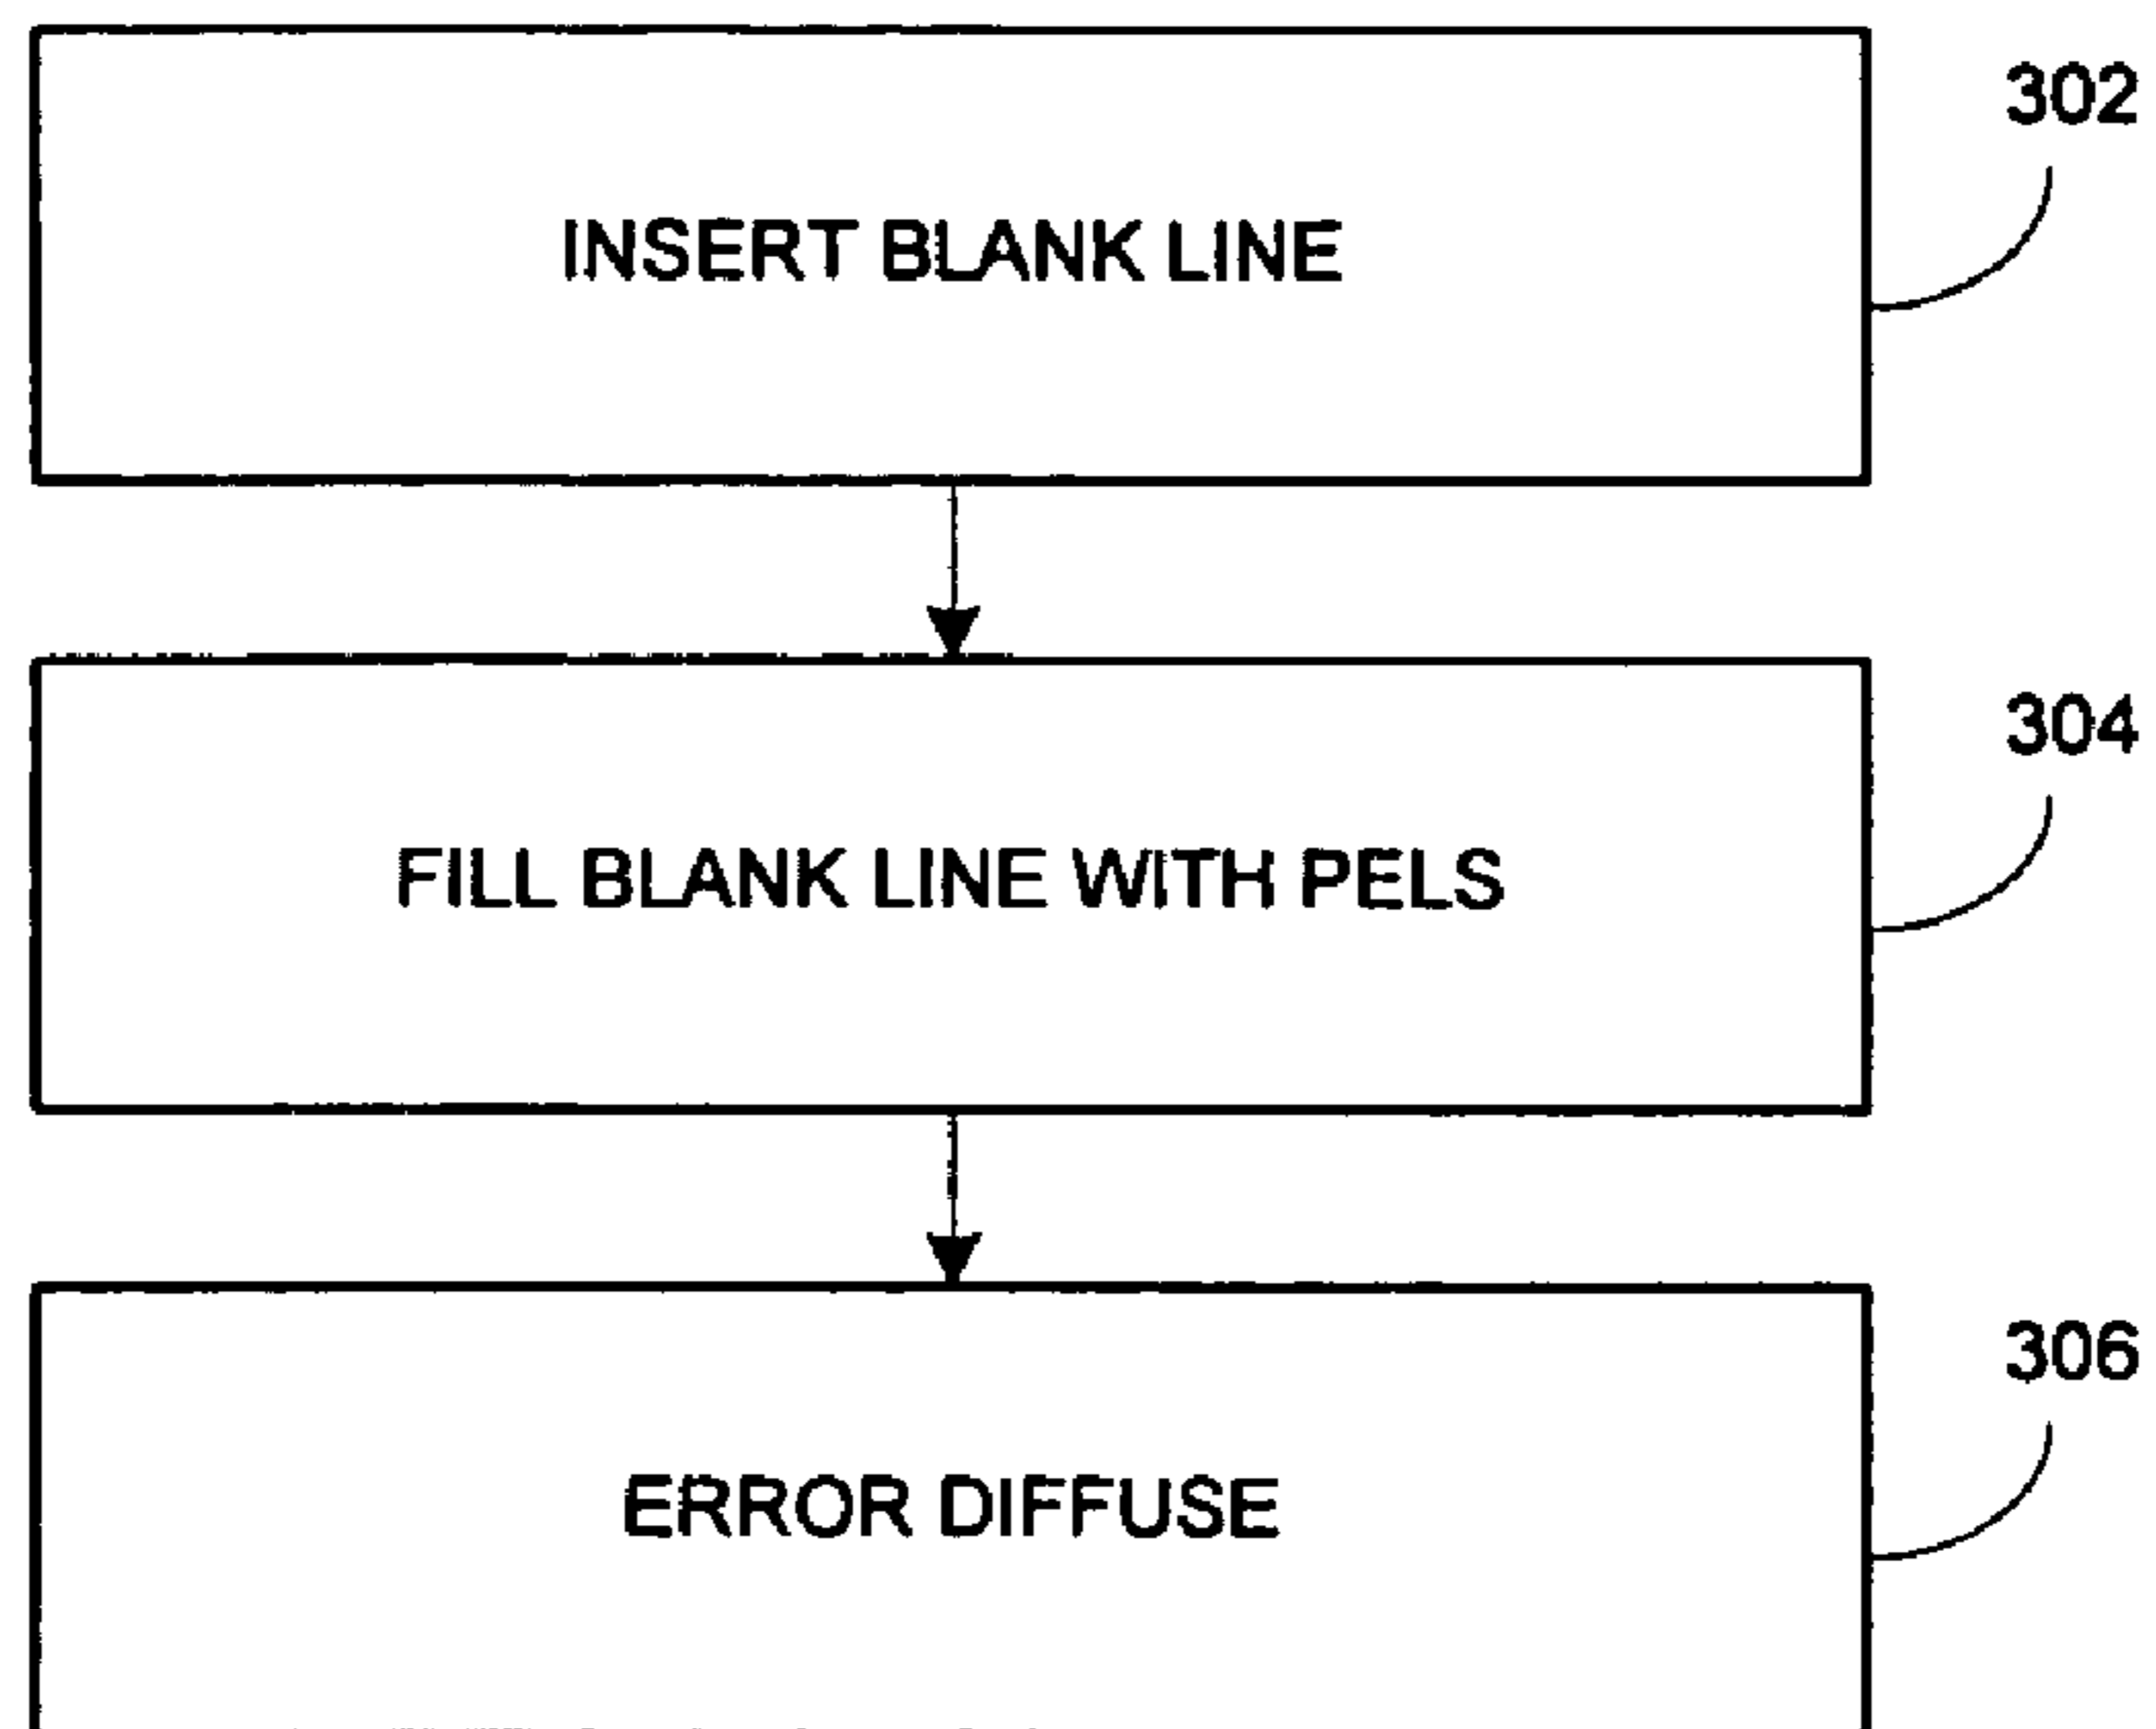 302
INSERT BLANK LINE
304
FILL BLANK LINE WITH PELS
306
ERROR DIFFUSE